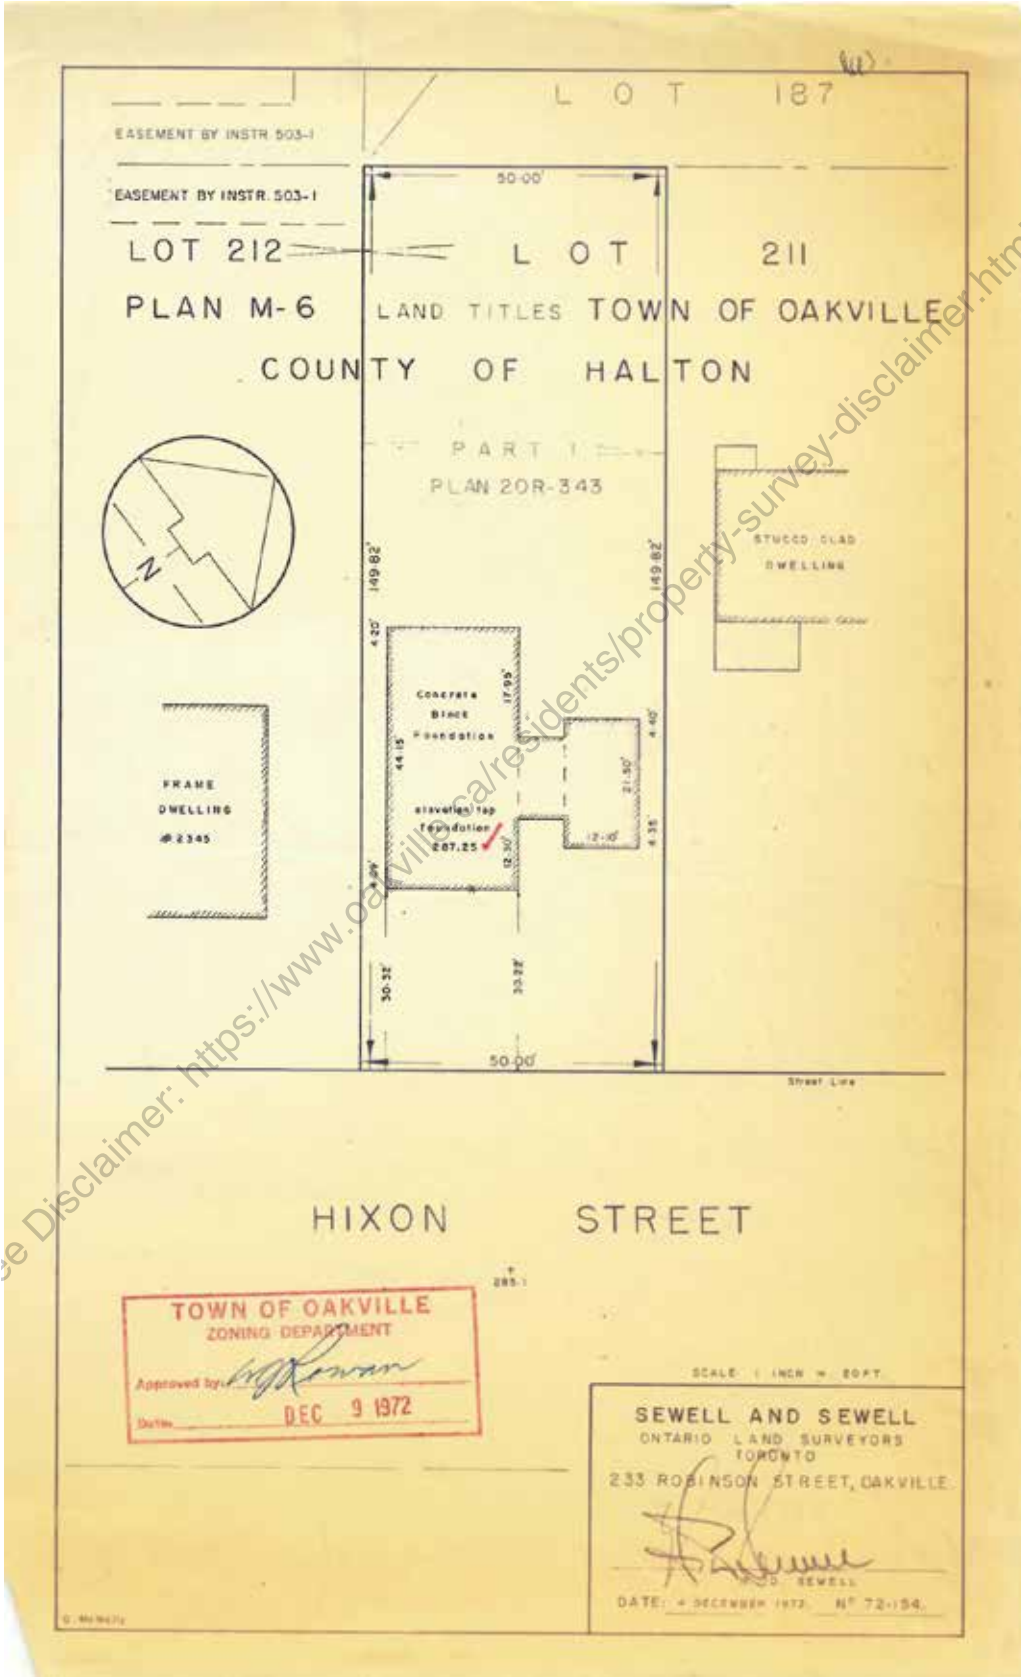 LOT 187
EASEMENT BY INSTR. 503-1
50·00'
EASEMENT BY INSTR. 503-1
LOT 212
LOT 211
PLAN M-6 LAND TITLES TOWN OF OAKVILLE
COUNTY OF HALTON
PART 1
PLAN 20R-343
149·82'
149·82'
STUCCO CLAD
DWELLING
N
4·20'
Concrete
Block
Foundation
17·95'
44·15'
4·40'
21·50'
FRAME
DWELLING
2345
elevation top
foundation
287.25
12·30'
12·10'
4·35'
4·09'
30·32'
30·22'
50·00'
Street Line
HIXON STREET
285·1
TOWN OF OAKVILLE
ZONING DEPARTMENT
Approved by:
Date
DEC 9 1972
SCALE: 1 INCH = 20FT.
SEWELL AND SEWELL
ONTARIO LAND SURVEYORS
TORONTO
233 ROBINSON STREET, OAKVILLE.
SEWELL
DATE: 4 DECEMBER 1972. Nº 72-154.
ee Disclaimer: https://www.oakville.ca/residents/property-survey-disclaimer.htm